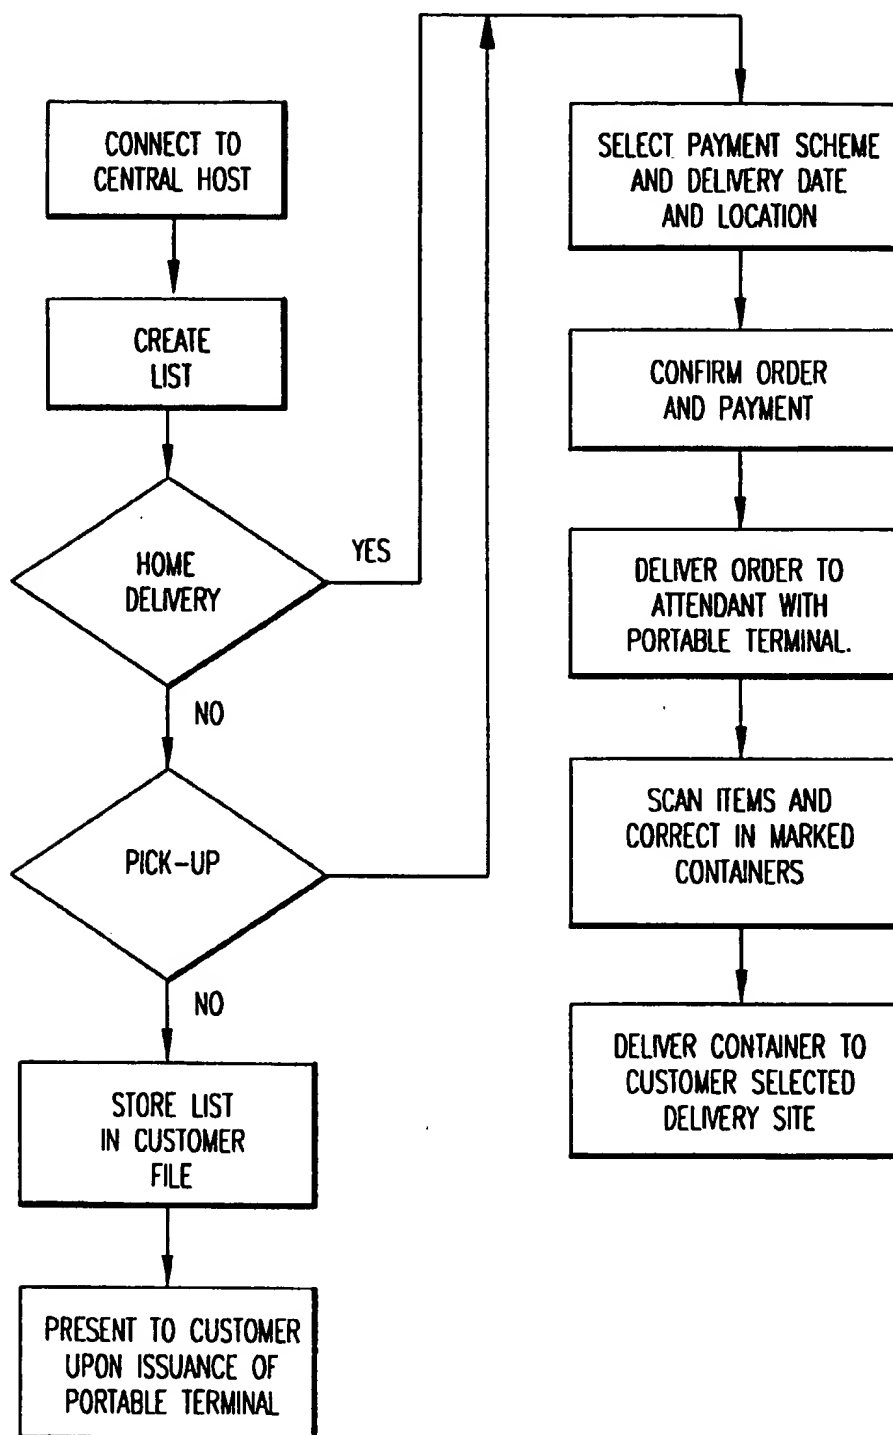 CONNECT TO
CENTRAL HOST
CREATE
LIST
HOME
DELIVERY
YES
NO
PICK-UP
NO
STORE LIST
IN CUSTOMER
FILE
PRESENT TO CUSTOMER
UPON ISSUANCE OF
PORTABLE TERMINAL
SELECT PAYMENT SCHEME
AND DELIVERY DATE
AND LOCATION
CONFIRM ORDER
AND PAYMENT
DELIVER ORDER TO
ATTENDANT WITH
PORTABLE TERMINAL.
SCAN ITEMS AND
CORRECT IN MARKED
CONTAINERS
DELIVER CONTAINER TO
CUSTOMER SELECTED
DELIVERY SITE